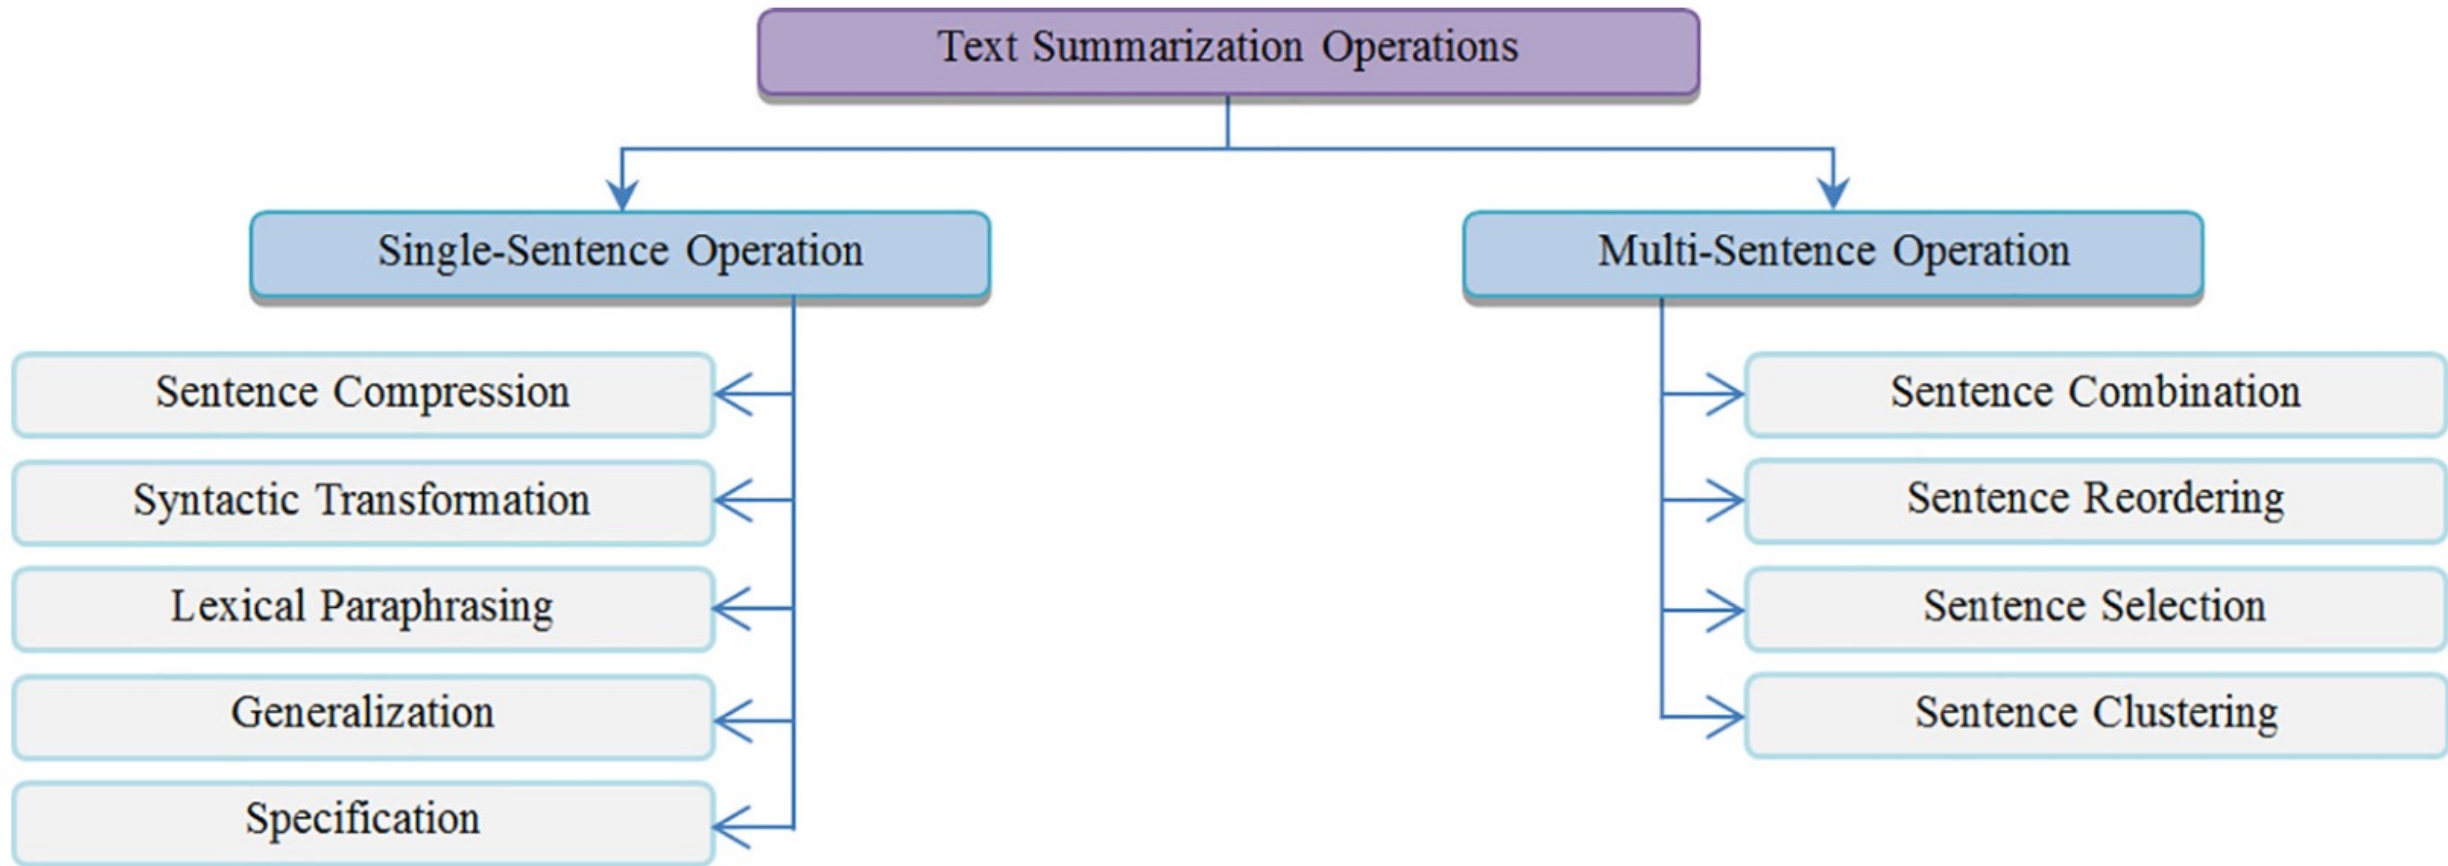 Text Summarization Operations
Single-Sentence Operation
Multi-Sentence Operation
Sentence Compression
Syntactic Transformation
Lexical Paraphrasing
Generalization
Specification
Sentence Combination
Sentence Reordering
Sentence Selection
Sentence Clustering